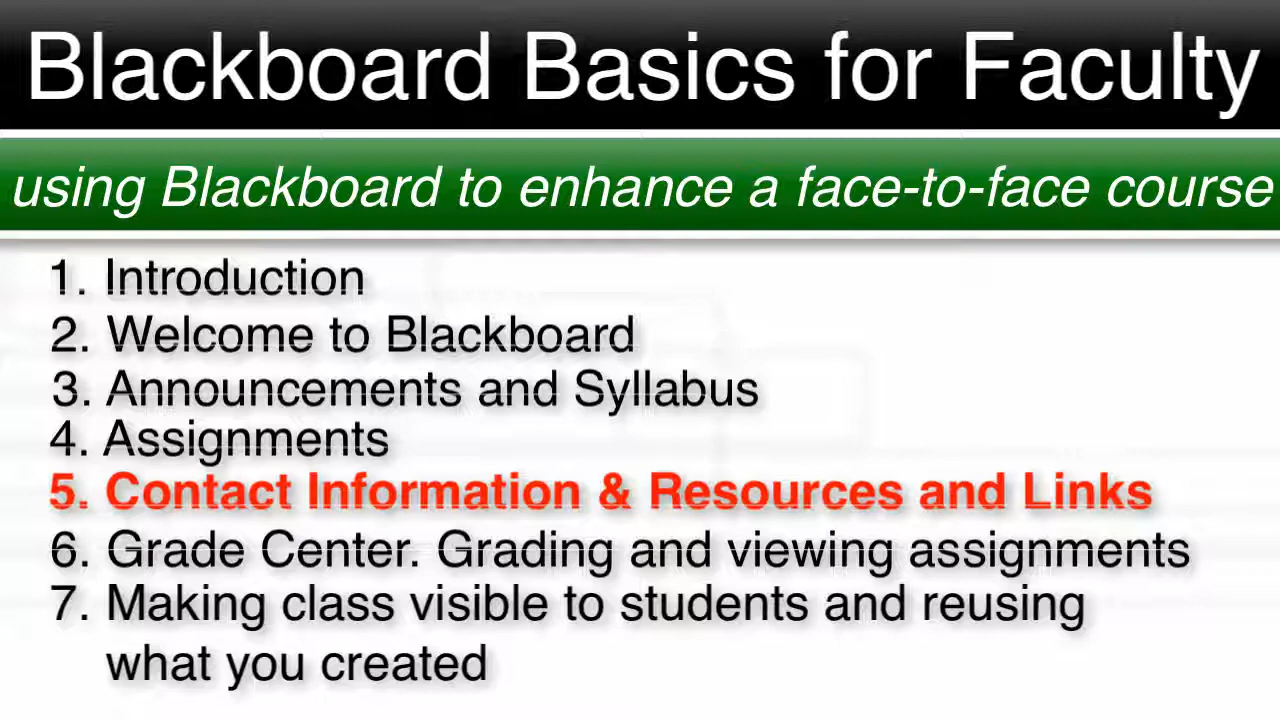 Blackboard Basics for Faculty
using Blackboard to enhance a face-to-face course
1. Introduction
2. Welcome to Blackboard
3. Announcements and Syllabus
4. Assignments
5. Contact Information & Resources and Links
6. Grade Center. Grading and viewing assignments
7. Making class visible to students and reusing
what you created